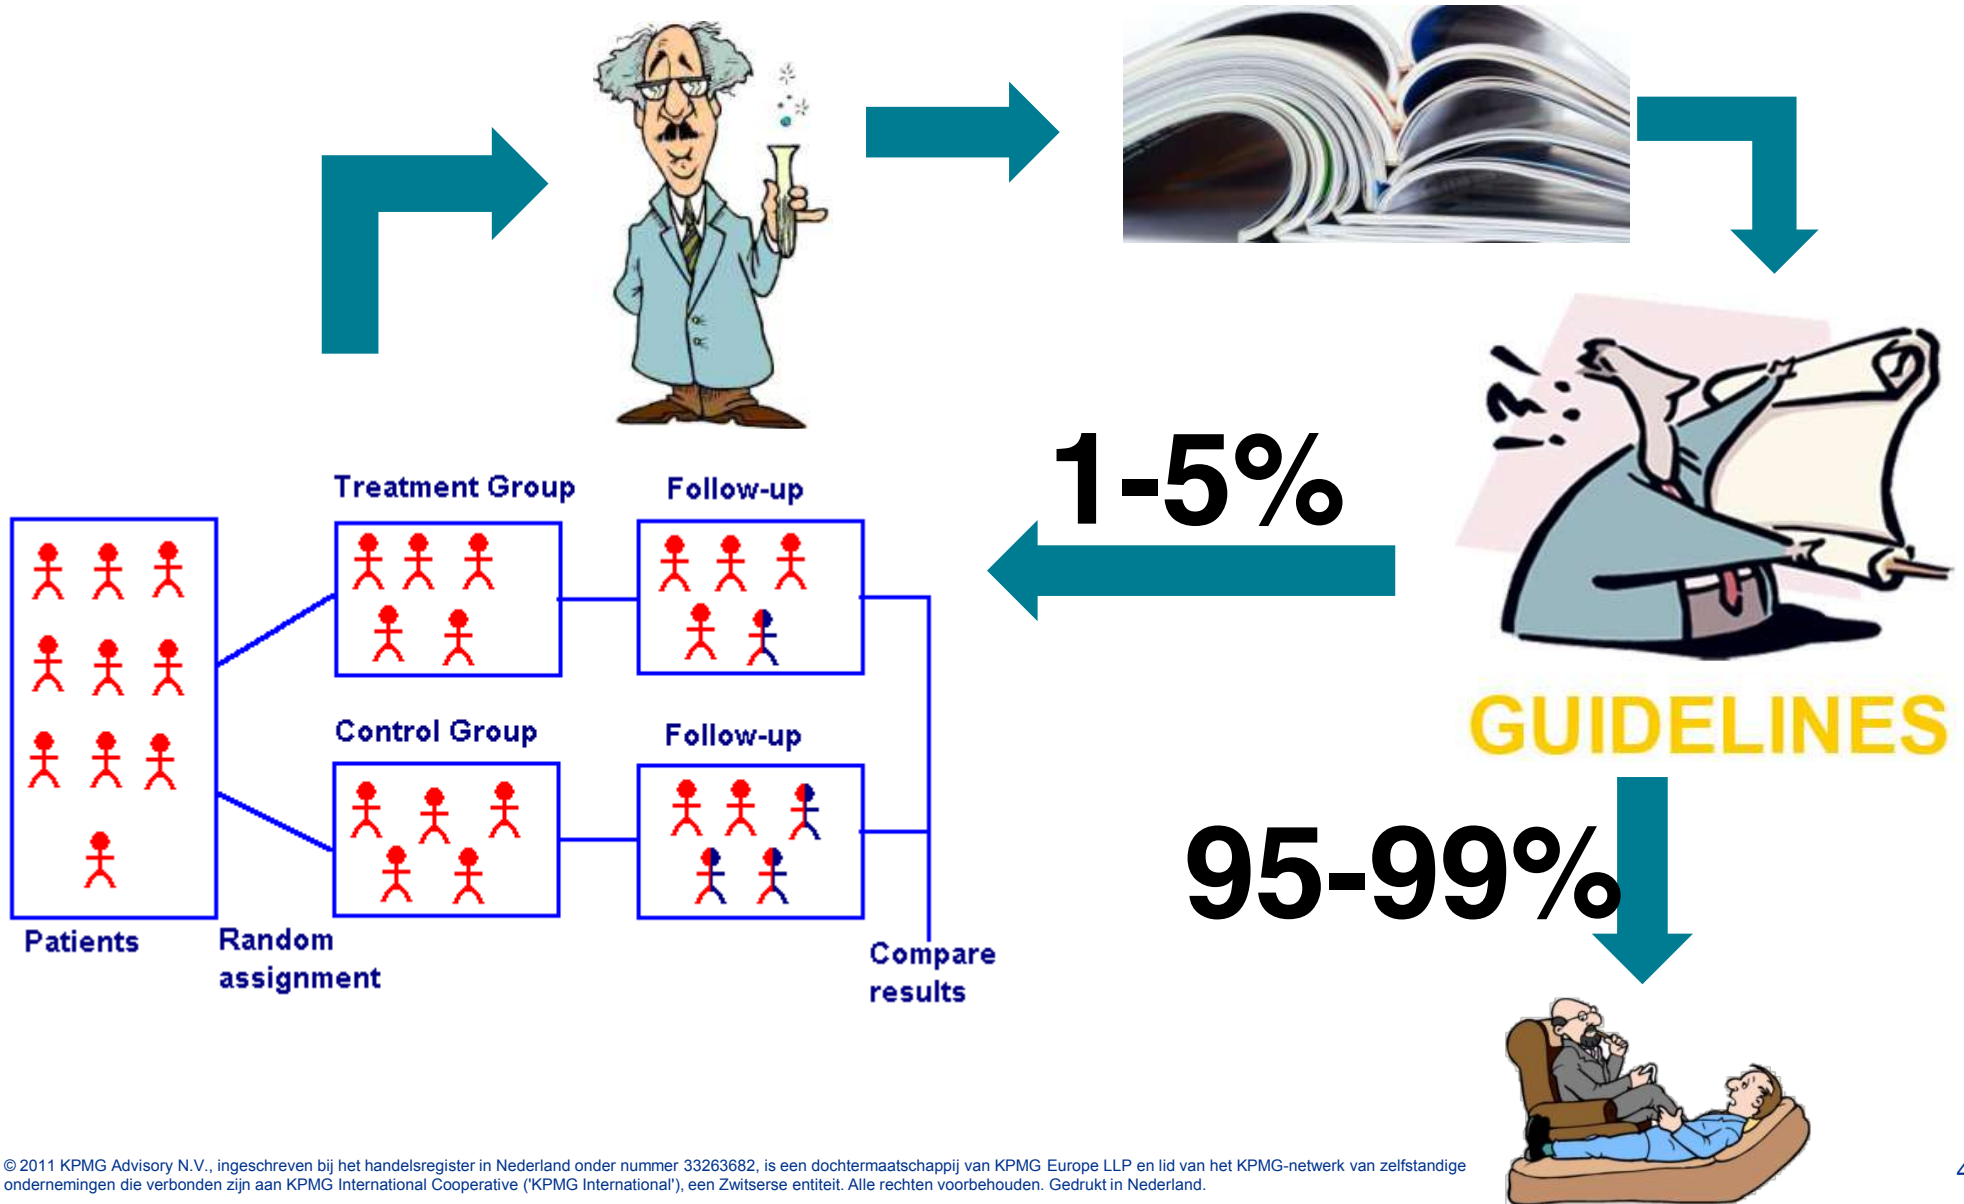 1-5%
Treatment Group
Follow-up
GUIDELINES
Control Group
Follow-up
95-99%
Patients
Random
assignment
Compare
results
© 2011 KPMG Advisory N.V., ingeschreven bij het handelsregister in Nederland onder nummer 33263682, is een dochtermaatschappij van KPMG Europe LLP en lid van het KPMG-netwerk van zelfstandige
ondernemingen die verbonden zijn aan KPMG International Cooperative ('KPMG International'), een Zwitserse entiteit. Alle rechten voorbehouden. Gedrukt in Nederland.
4